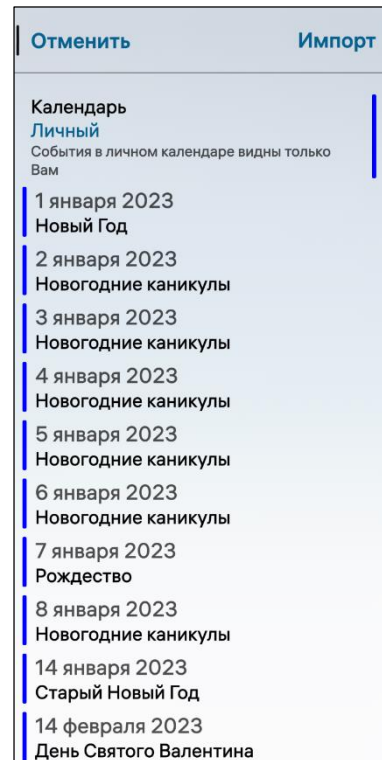 Отменить Импорт
Календарь
Личный
События в личном календаре видны только
Вам
1 января 2023
Новый Год
2 января 2023
Новогодние каникулы
3 января 2023
Новогодние каникулы
4 января 2023
Новогодние каникулы
5 января 2023
Новогодние каникулы
6 января 2023
Новогодние каникулы
7 января 2023
Рождество
8 января 2023
Новогодние каникулы
14 января 2023
Старый Новый Год
14 февраля 2023
День Святого Валентина